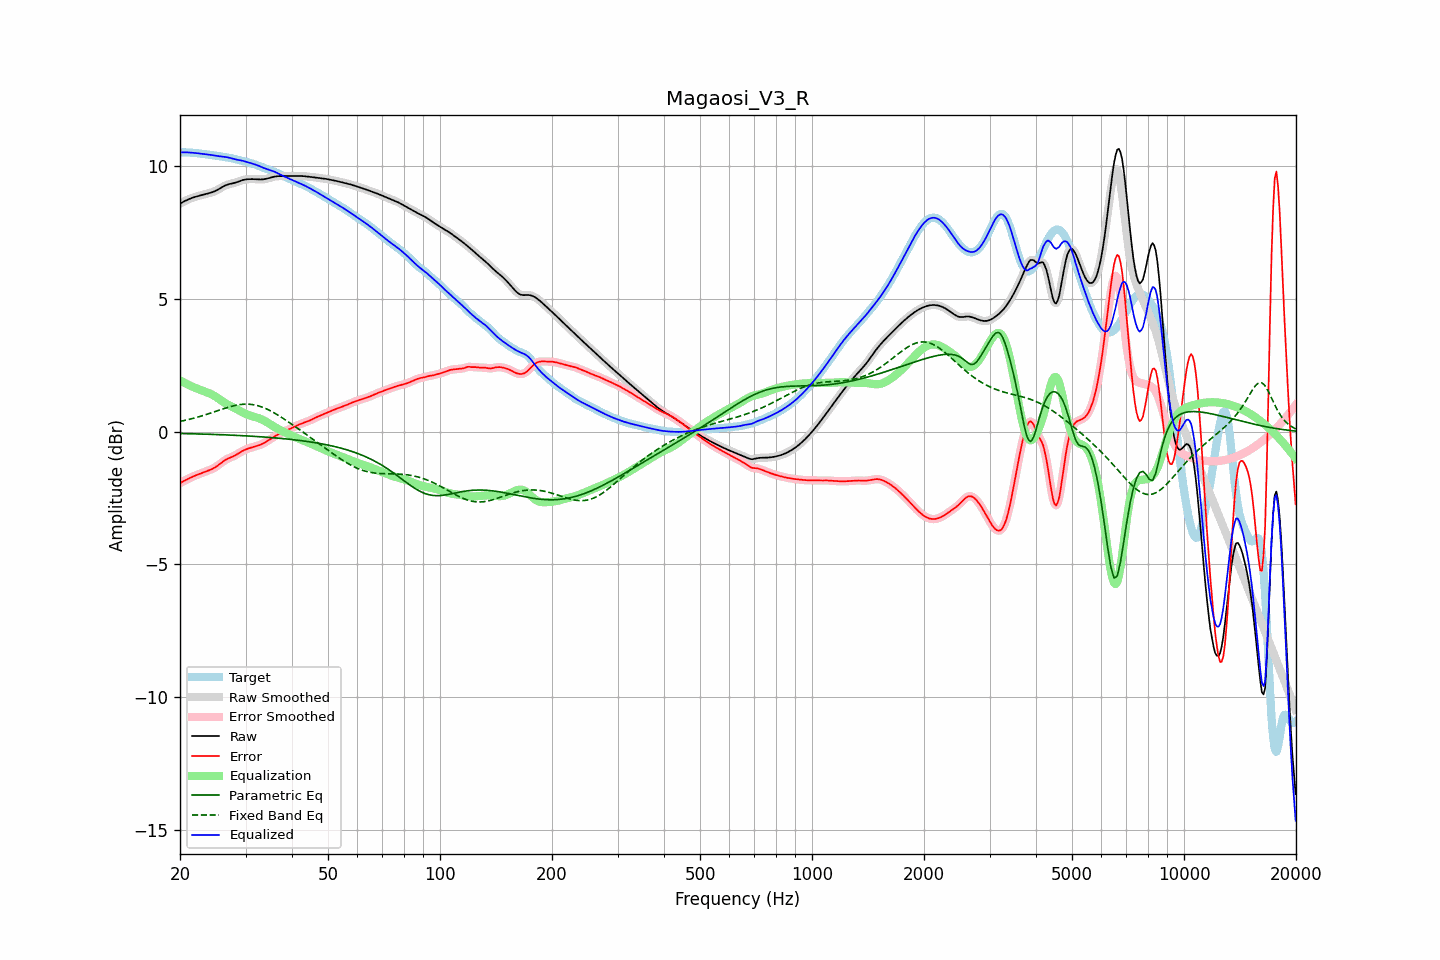 Magaosi_V3_R
Amplitude (dBr)
10
5
0
−5
−10
−15
Target
Raw Smoothed
Error Smoothed
Raw
Error
Equalization
Parametric Eq
Fixed Band Eq
Equalized
20 50 100 200 500 1000 2000 5000 10000 20000
Frequency (Hz)